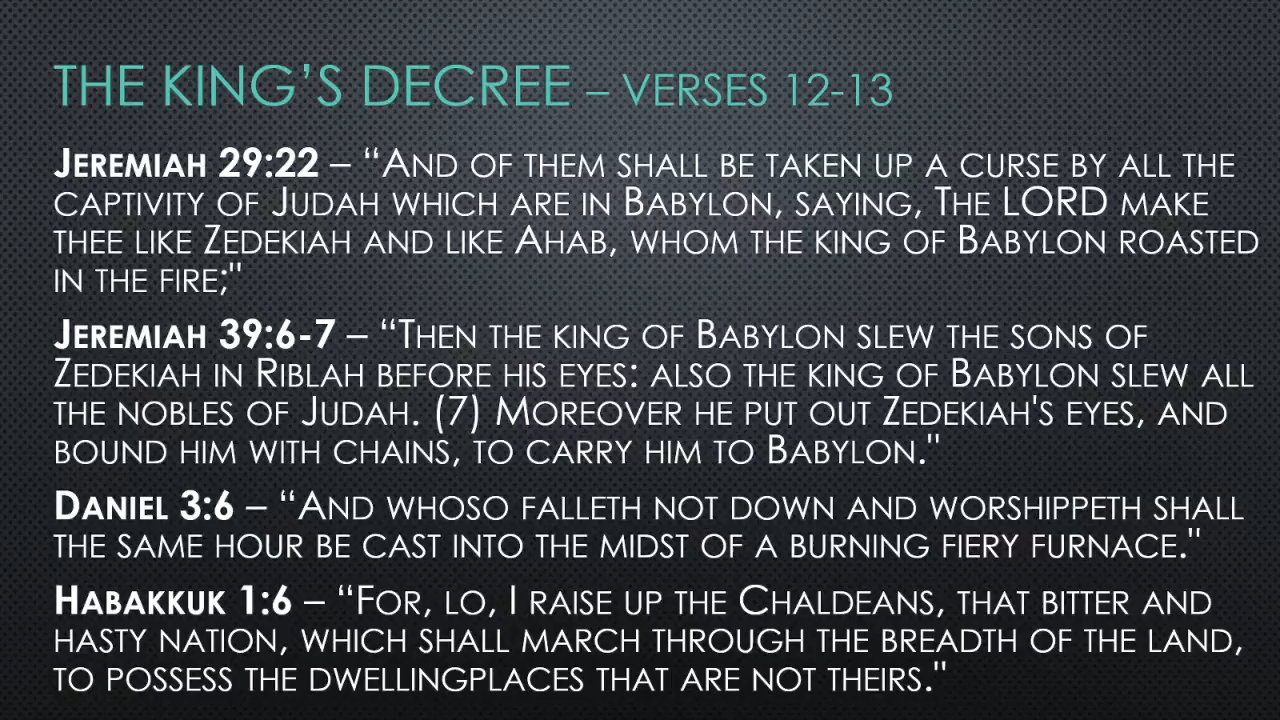 THE KING’S DECREE – VERSES 12-13
JEREMIAH 29:22 – “AND OF THEM SHALL BE TAKEN UP A CURSE BY ALL THE
CAPTIVITY OF JUDAH WHICH ARE IN BABYLON, SAYING, THE LORD MAKE
THEE LIKE ZEDEKIAH AND LIKE AHAB, WHOM THE KING OF BABYLON ROASTED
IN THE FIRE;"
JEREMIAH 39:6-7 – “THEN THE KING OF BABYLON SLEW THE SONS OF
ZEDEKIAH IN RIBLAH BEFORE HIS EYES: ALSO THE KING OF BABYLON SLEW ALL
THE NOBLES OF JUDAH. (7) MOREOVER HE PUT OUT ZEDEKIAH'S EYES, AND
BOUND HIM WITH CHAINS, TO CARRY HIM TO BABYLON."
DANIEL 3:6 – “AND WHOSO FALLETH NOT DOWN AND WORSHIPPETH SHALL
THE SAME HOUR BE CAST INTO THE MIDST OF A BURNING FIERY FURNACE."
HABAKKUK 1:6 – “FOR, LO, I RAISE UP THE CHALDEANS, THAT BITTER AND
HASTY NATION, WHICH SHALL MARCH THROUGH THE BREADTH OF THE LAND,
TO POSSESS THE DWELLINGPLACES THAT ARE NOT THEIRS."